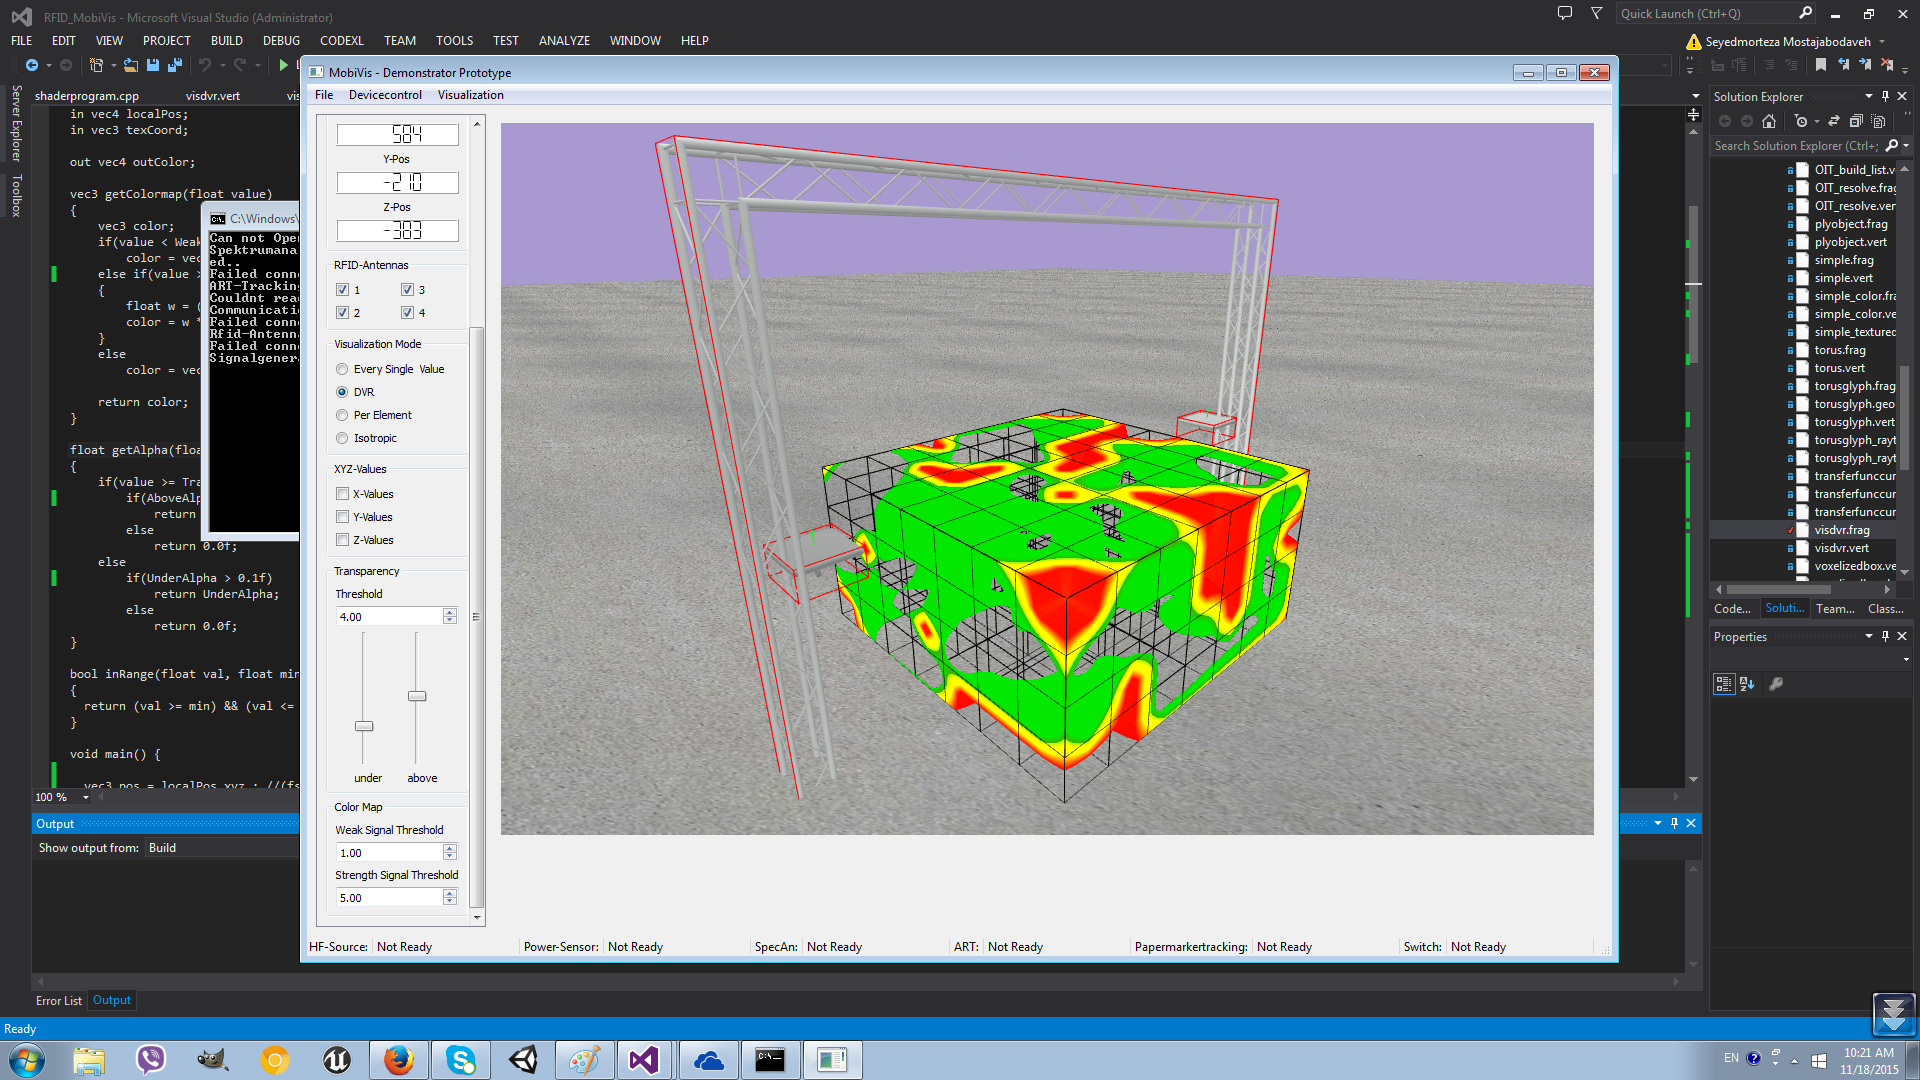 RFID_MobiVis - Microsoft Visual Studio (Administrator)
Quick Launch (Ctrl+Q)
FILE EDIT VIEW PROJECT BUILD DEBUG CODEXL TEAM TOOLS TEST ANALYZE WINDOW HELP
Seyedmorteza Mostajabodaveh
Server Explorer
Toolbox
shaderprogram.cpp visdvr.vert
in vec4 localPos;
in vec3 texCoord;
out vec4 outColor;
vec3 getColormap(float value)
{
vec3 color;
if(value < Weak
color = vec
else if(value >
{
float w = (
color = w *
}
else
color = vec
return color;
}
float getAlpha(floa
{
if(value >= Tra
if(AboveAlp
return
else
return 0.0f;
else
if(UnderAlpha > 0.1f)
return UnderAlpha;
else
return 0.0f;
}
bool inRange(float val, float min
{
return (val >= min) && (val <=
}
void main() {
vec3 pos = localPos.xyz ; //(fs
100 %
C:\Windows\
Can not Open
Spektrumana
ed..
Failed conne
ART-Tracking
Couldnt read
Communicatio
Failed conne
Rfid-Antenna
Failed conne
Signalgenera
Output
Show output from: Build
Error List Output
Ready
MobiVis - Demonstrator Prototype
File Devicecontrol Visualization
584
Y-Pos
-210
Z-Pos
-383
RFID-Antennas
1 3
2 4
Visualization Mode
Every Single Value
DVR
Per Element
Isotropic
XYZ-Values
X-Values
Y-Values
Z-Values
Transparency
Threshold
4.00
under above
Color Map
Weak Signal Threshold
1.00
Strength Signal Threshold
5.00
HF-Source: Not Ready Power-Sensor: Not Ready SpecAn: Not Ready ART: Not Ready Papermarkertracking: Not Ready Switch: Not Ready
Solution Explorer
Search Solution Explorer (Ctrl+;
OIT_build_list.v
OIT_resolve.frag
OIT_resolve.ver
plyobject.frag
plyobject.vert
simple.frag
simple.vert
simple_color.fra
simple_color.ve
simple_textured
torus.frag
torus.vert
torusglyph.frag
torusglyph.geo
torusglyph.vert
torusglyph_rayt
torusglyph_rayt
transferfunccur
transferfunccur
transferfunccur
visdvr.frag
visdvr.vert
voxelizedbox.ve
Code... Soluti... Team... Class...
Properties
EN
10:21 AM
11/18/2015